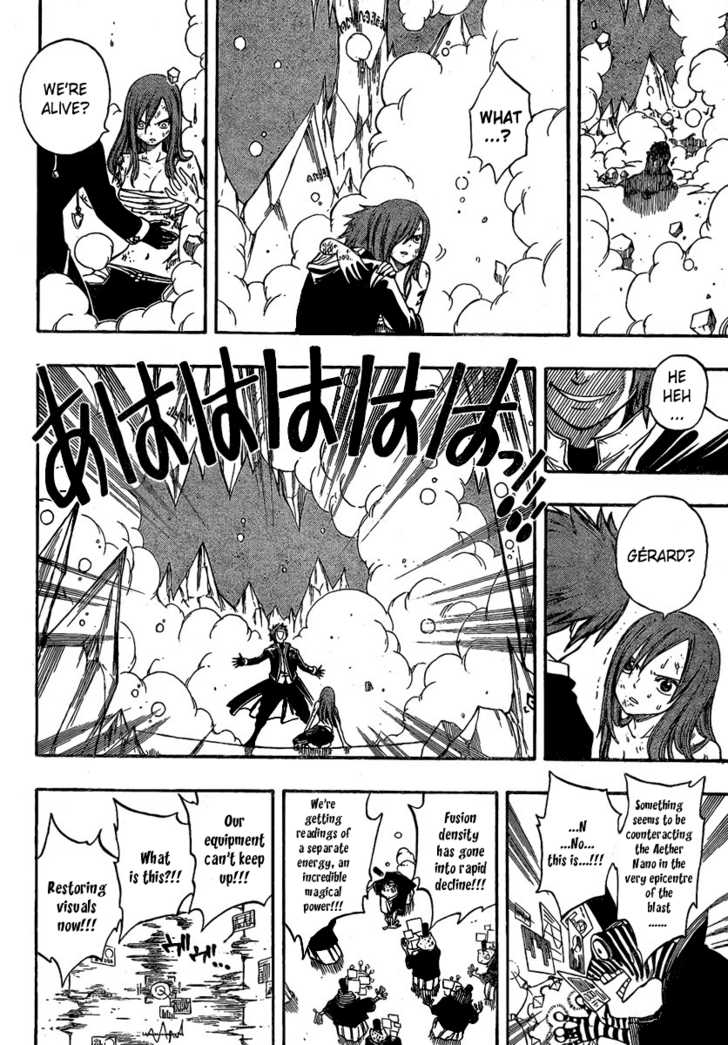 WHAT
...?
WE'RE
ALIVE?
HE
HEH
...
GÉRARD?
あははははははっ!!
Something
seems to be
counteracting
the Aether
Nano in the
very epicentre
of the
blast
......
...N
...No...
this is...!!!
Fusion
density
has gone
into rapid
decline!!!
We're
getting
readings of
a separate
energy, an
incredible
magical
power!!!
Our
equipment
can't keep
up!!!
What
is this?!!!
Restoring
visuals
now!!!